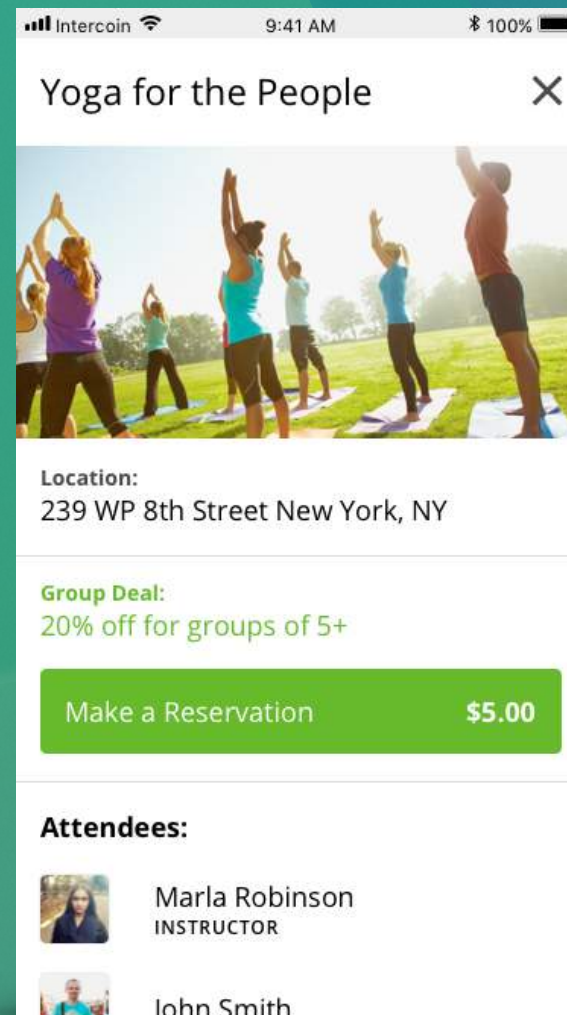 Intercoin 9:41 AM 100%
Yoga for the People
Location:
239 WP 8th Street New York, NY
Group Deal:
20% off for groups of 5+
Make a Reservation $5.00
Attendees:
Marla Robinson
INSTRUCTOR
John Smith